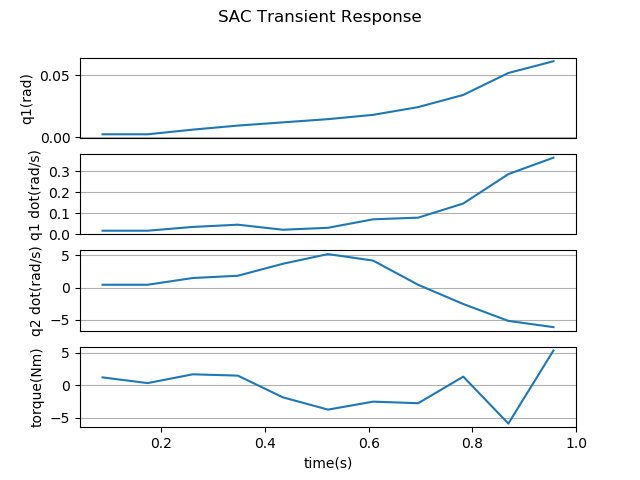 SAC Transient Response
q1(rad)
0.05
0.00
q1 dot(rad/s)
0.3
0.2
0.1
0.0
q2 dot(rad/s)
5
0
−5
torque(Nm)
5
0
−5
0.2 0.4 0.6 0.8 1.0
time(s)